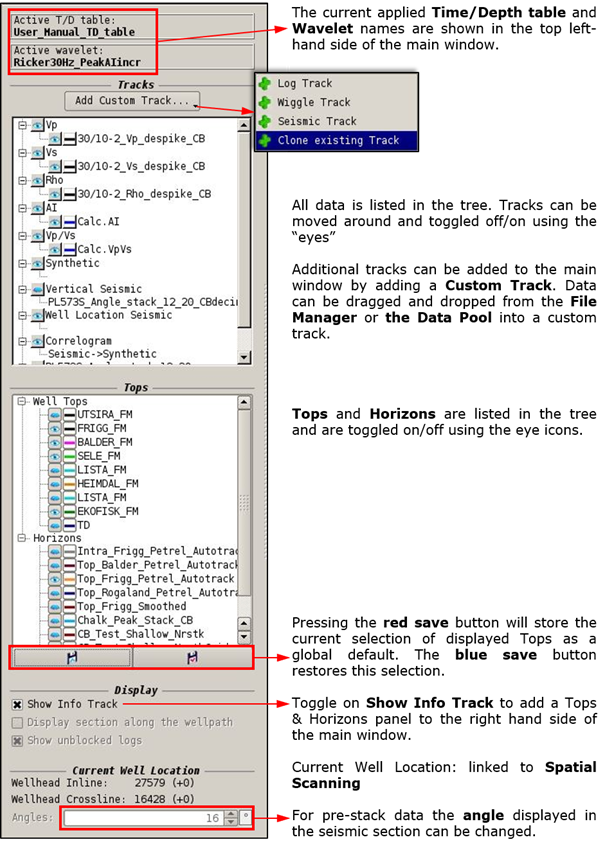 Active T/D table:
User_Manual_TD_table
Active wavelet:
Ricker30Hz_PeakAIincr
Tracks
Add Custom Track...
Log Track
Wiggle Track
Seismic Track
Clone existing Track
Vp
30/10-2_Vp_despike_CB
Vs
30/10-2_Vs_despike_CB
Rho
30/10-2_Rho_despike_CB
AI
Calc.AI
Vp/Vs
Calc.VpVs
Synthetic
Vertical Seismic
PL573S_Angle_stack_12_20_CBdeci
Well Location Seismic
Correlogram
Seismic->Synthetic
Tops
Well Tops
UTSIRA_FM
FRIGG_FM
BALDER_FM
SELE_FM
LISTA_FM
HEIMDAL_FM
LISTA_FM
EKOFISK_FM
TD
Horizons
Intra_Frigg_Petrel_Autotrac
Top_Balder_Petrel_Autotrack
Top_Frigg_Petrel_Autotrack
Top_Rogaland_Petrel_Autotra
Top_Frigg_Smoothed
Chalk_Peak_Stack_CB
CB_Test_Shallow_Nrstk
Display
Show Info Track
Display section along the wellpath
Show unblocked logs
Current Well Location
Wellhead Inline: 27579 (+0)
Wellhead Crossline: 16428 (+0)
Angles: 16 °
The current applied Time/Depth table and
Wavelet names are shown in the top left-
hand side of the main window.
All data is listed in the tree. Tracks can be
moved around and toggled off/on using the
“eyes”
Additional tracks can be added to the main
window by adding a Custom Track. Data
can be dragged and dropped from the File
Manager or the Data Pool into a custom
track.
Tops and Horizons are listed in the tree
and are toggled on/off using the eye icons.
Pressing the red save button will store the
current selection of displayed Tops as a
global default. The blue save button
restores this selection.
Toggle on Show Info Track to add a Tops
& Horizons panel to the right hand side of
the main window.
Current Well Location: linked to Spatial
Scanning
For pre-stack data the angle displayed in
the seismic section can be changed.